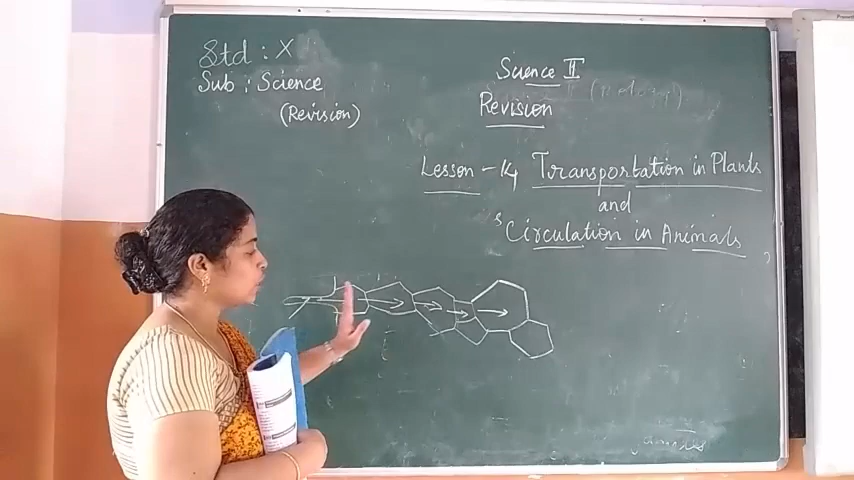 Std : X
Sub : Science
(Revision)
Science II
Revision
Lesson - 14 Transportation in Plants
and
Circulation in Animals